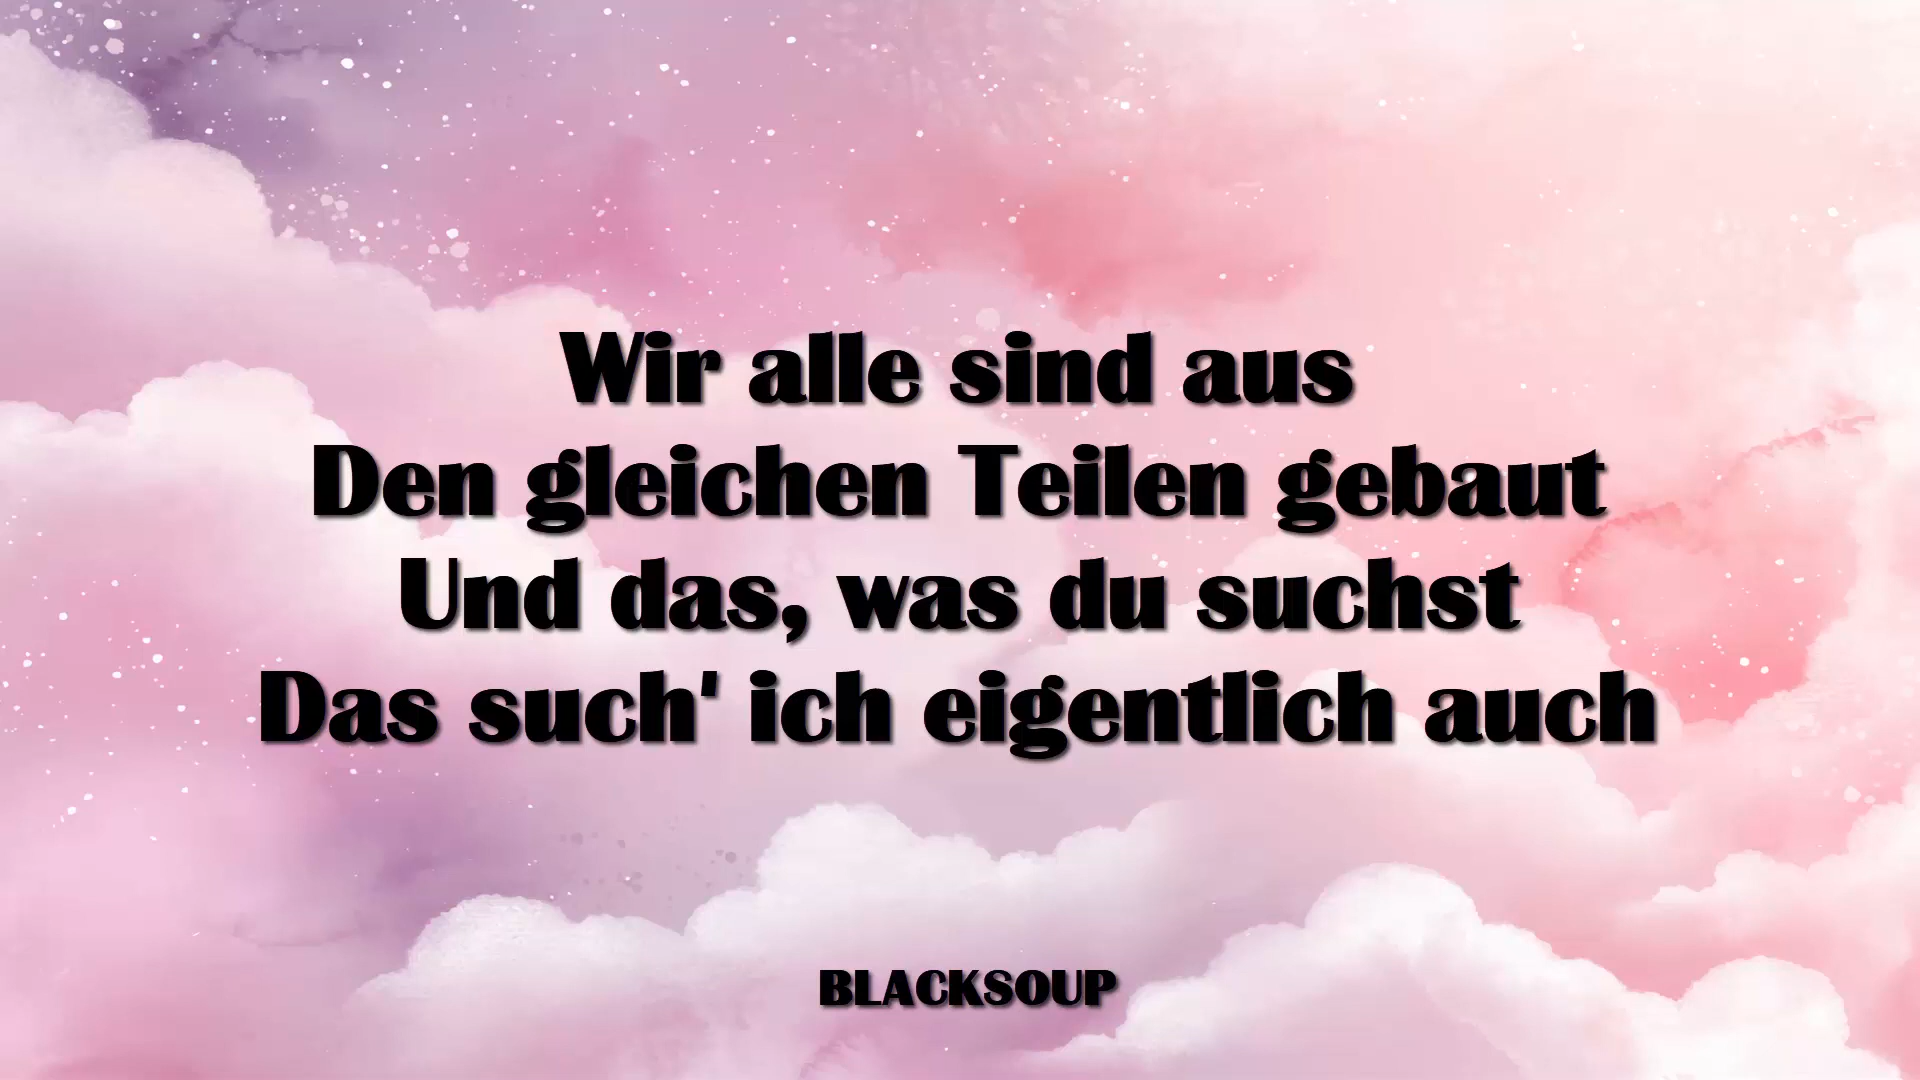 Wir alle sind aus
Den gleichen Teilen gebaut
Und das, was du suchst
Das such' ich eigentlich auch
BLACKSOUP